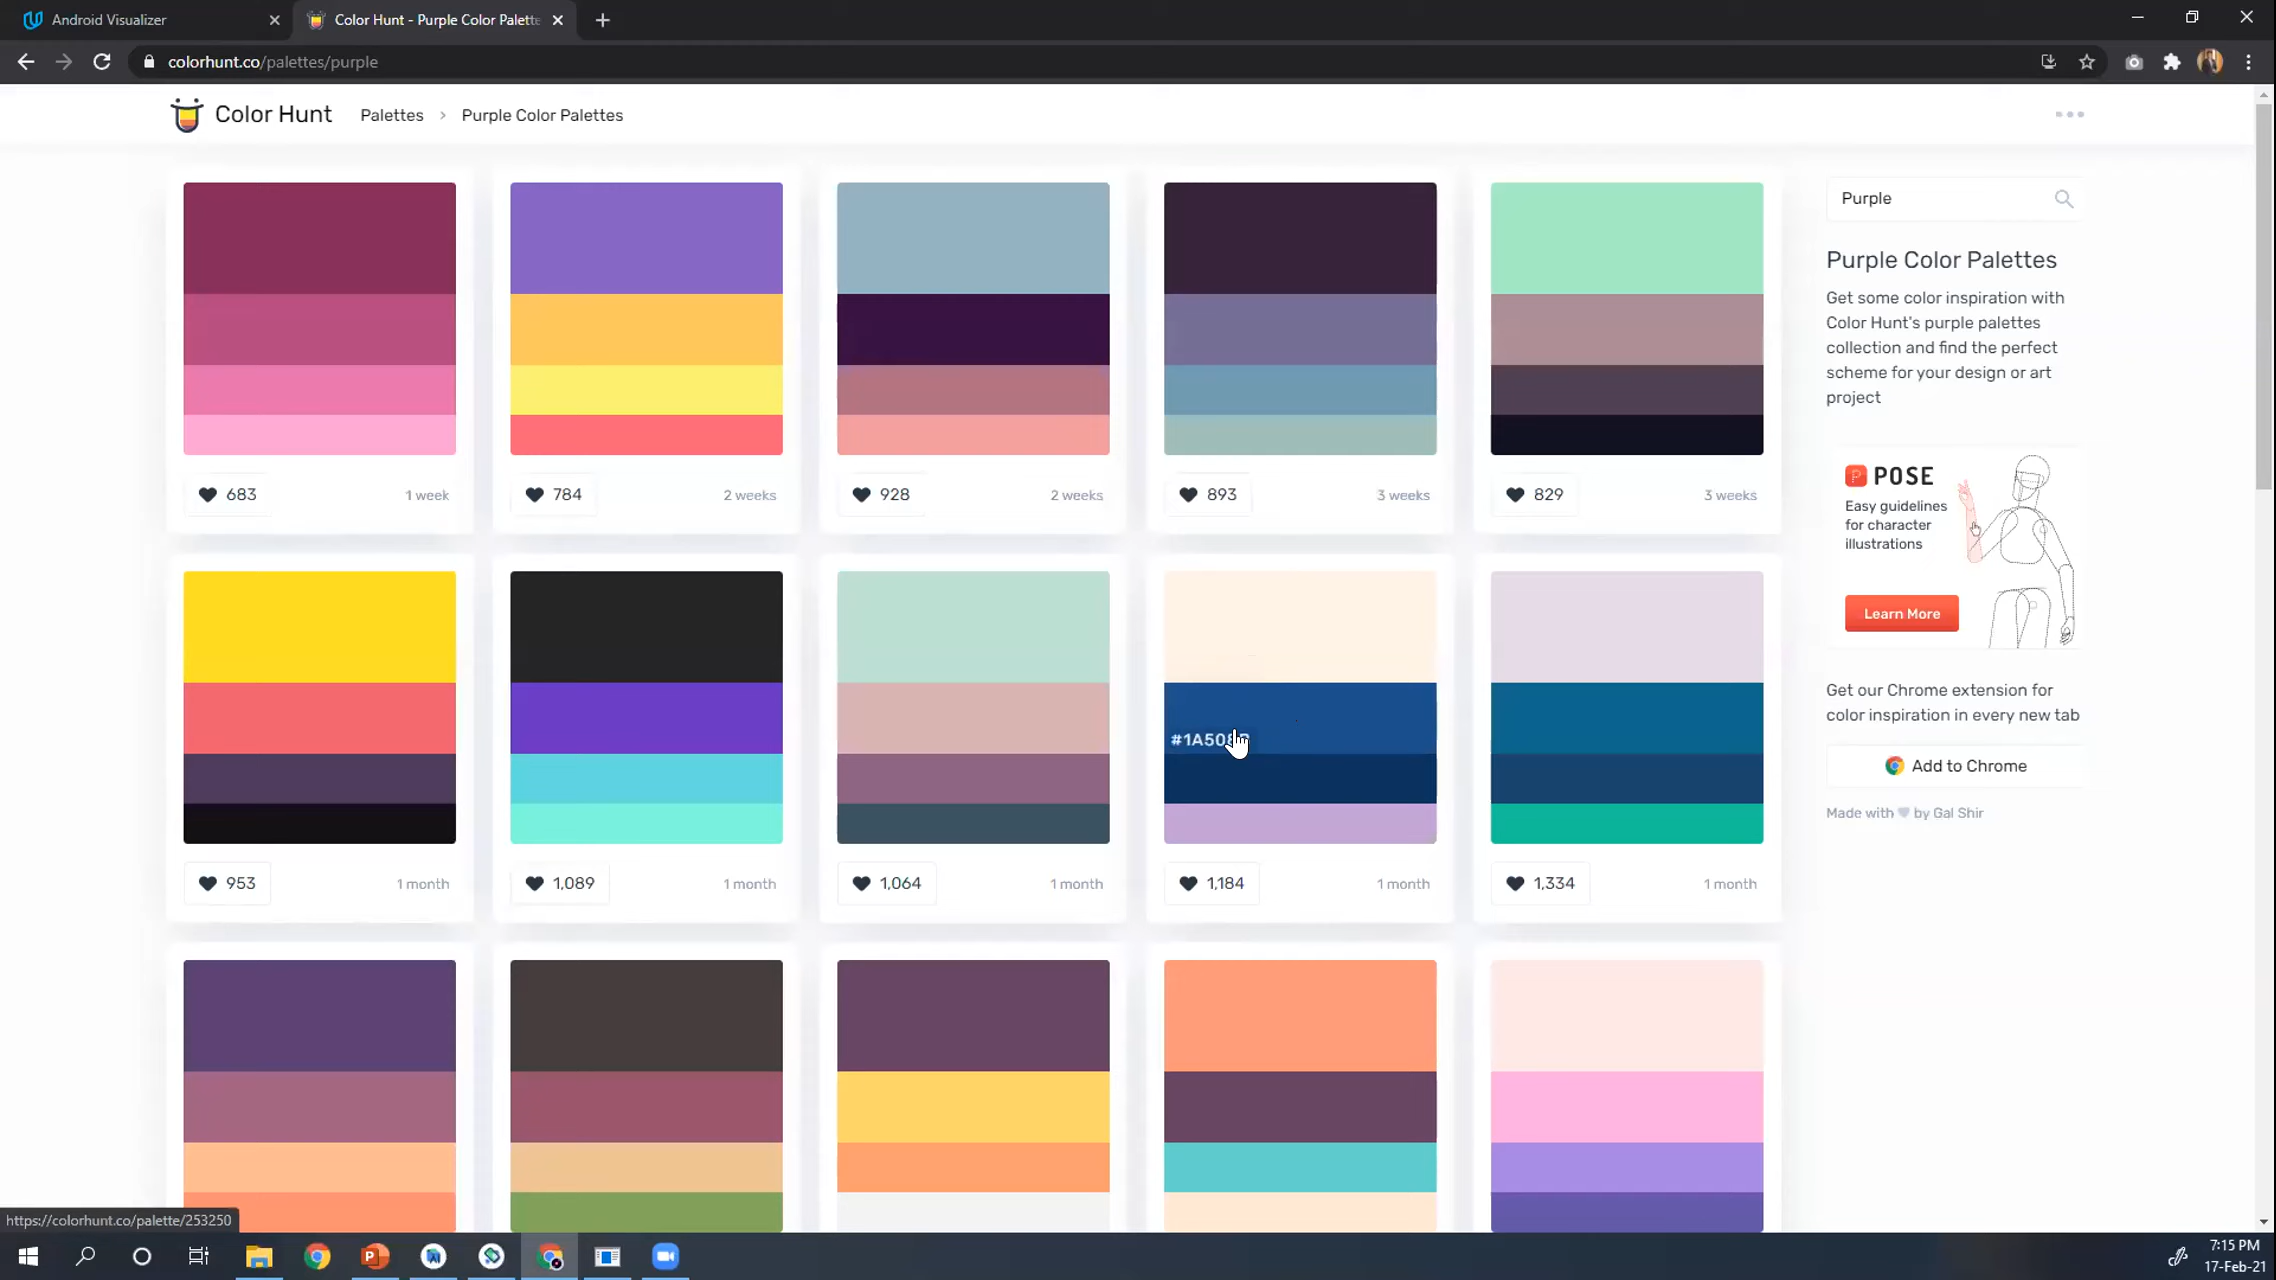 Android Visualizer
Color Hunt - Purple Color Palette
colorhunt.co/palettes/purple
Color Hunt
Palettes › Purple Color Palettes
683
1 week
784
2 weeks
928
2 weeks
893
3 weeks
829
3 weeks
Purple
Purple Color Palettes
Get some color inspiration with
Color Hunt's purple palettes
collection and find the perfect
scheme for your design or art
project
POSE
Easy guidelines
for character
illustrations
Learn More
Get our Chrome extension for
color inspiration in every new tab
Add to Chrome
Made with by Gal Shir
953
1 month
1,089
1 month
1,064
1 month
1,184
1 month
1,334
1 month
https://colorhunt.co/palette/253250
7:15 PM
17-Feb-21